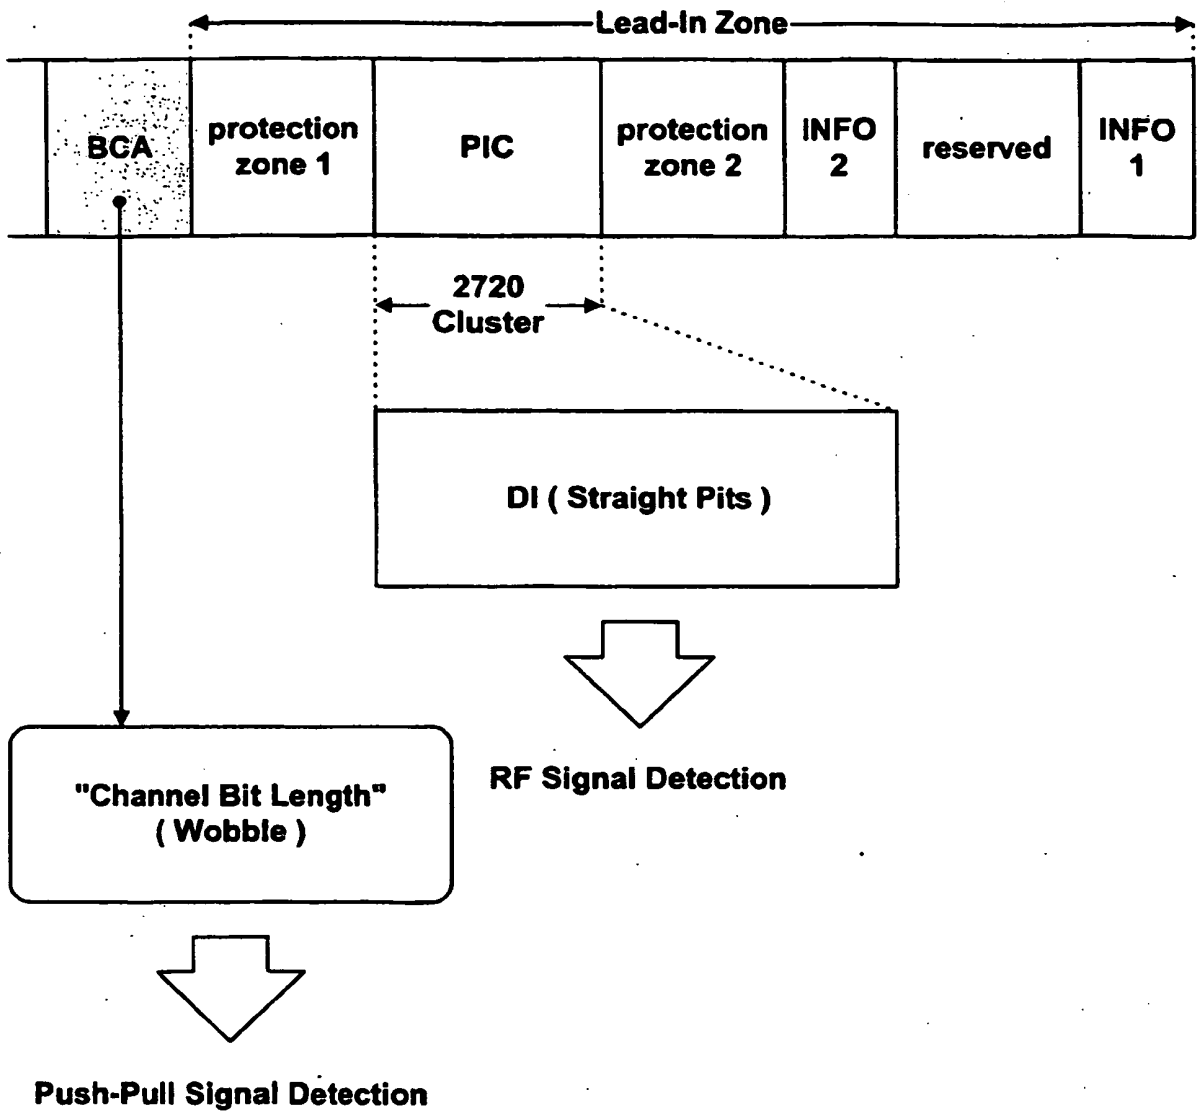 Lead-In Zone
BCA
protection
zone 1
PIC
protection
zone 2
INFO
2
reserved
INFO
1
2720
Cluster
DI ( Straight Pits )
RF Signal Detection
"Channel Bit Length"
( Wobble )
Push-Pull Signal Detection